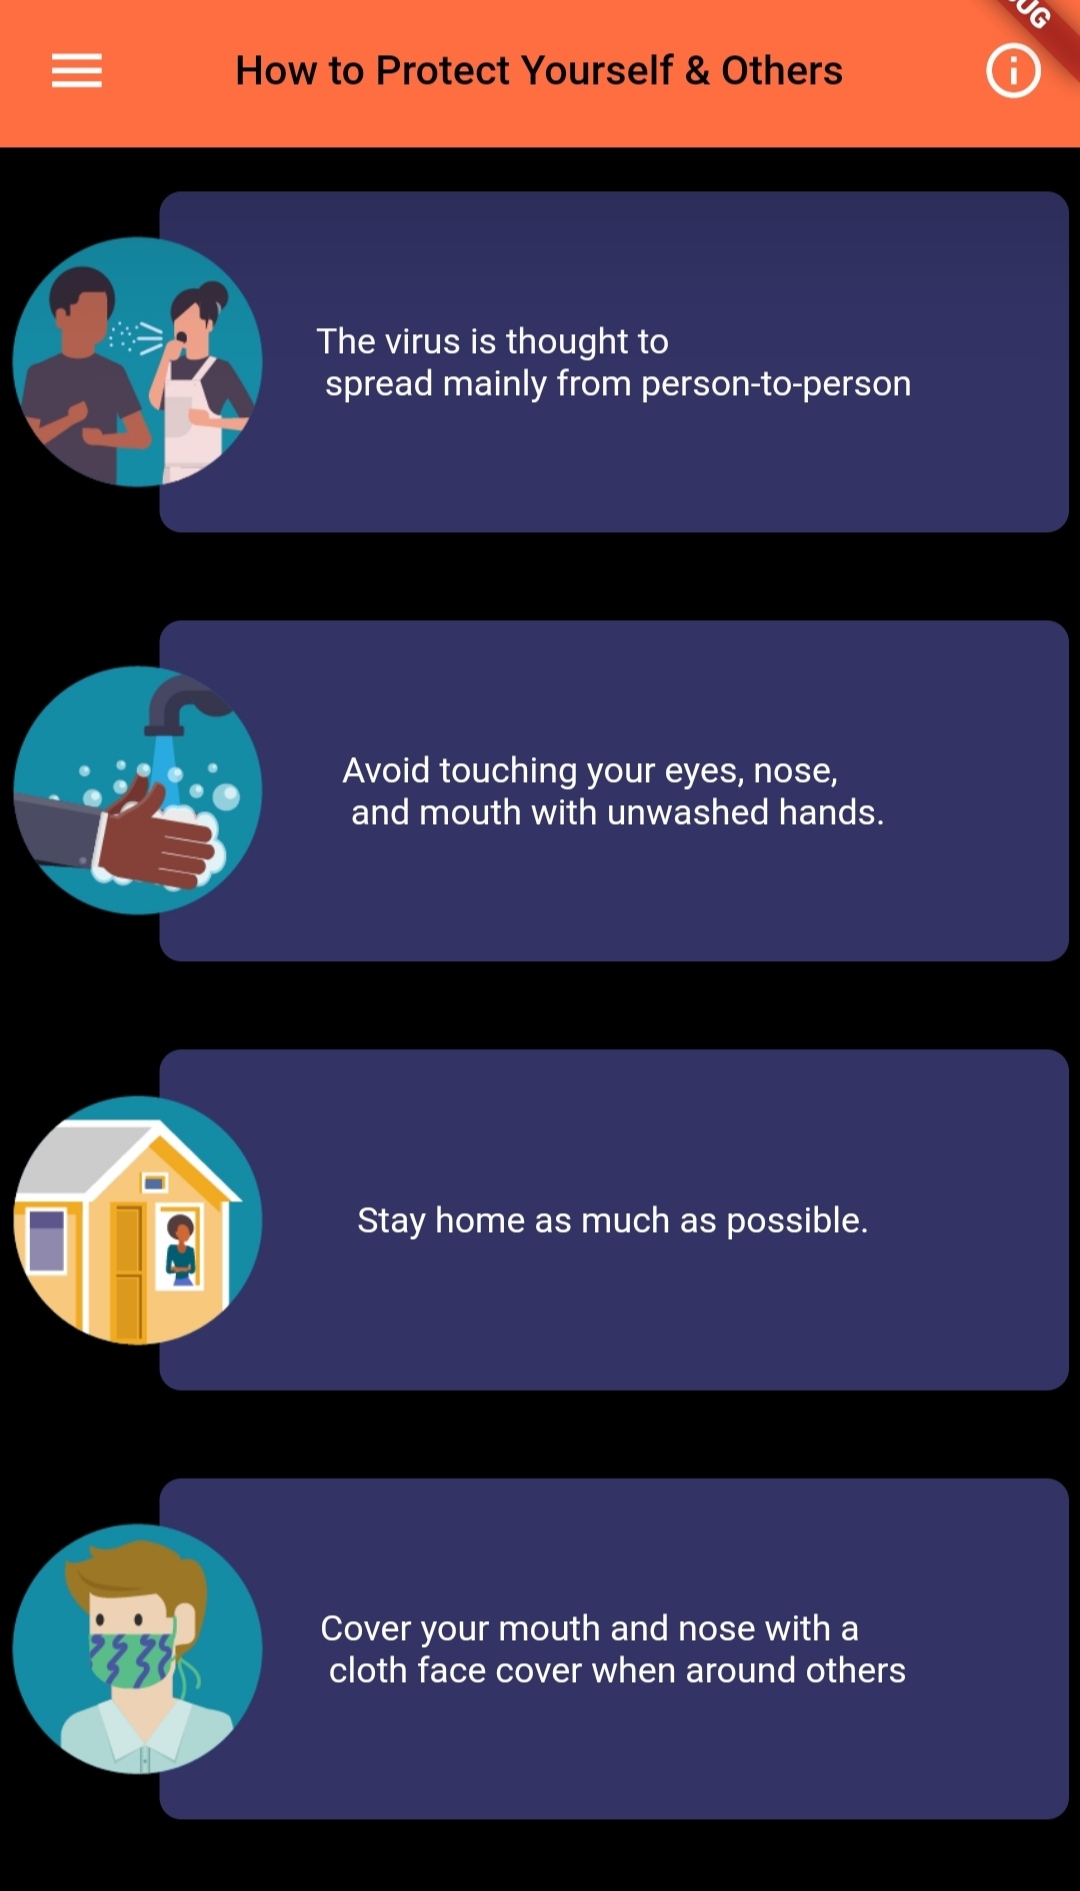 How to Protect Yourself & Others
The virus is thought to
spread mainly from person-to-person
Avoid touching your eyes, nose,
and mouth with unwashed hands.
Stay home as much as possible.
Cover your mouth and nose with a
cloth face cover when around others